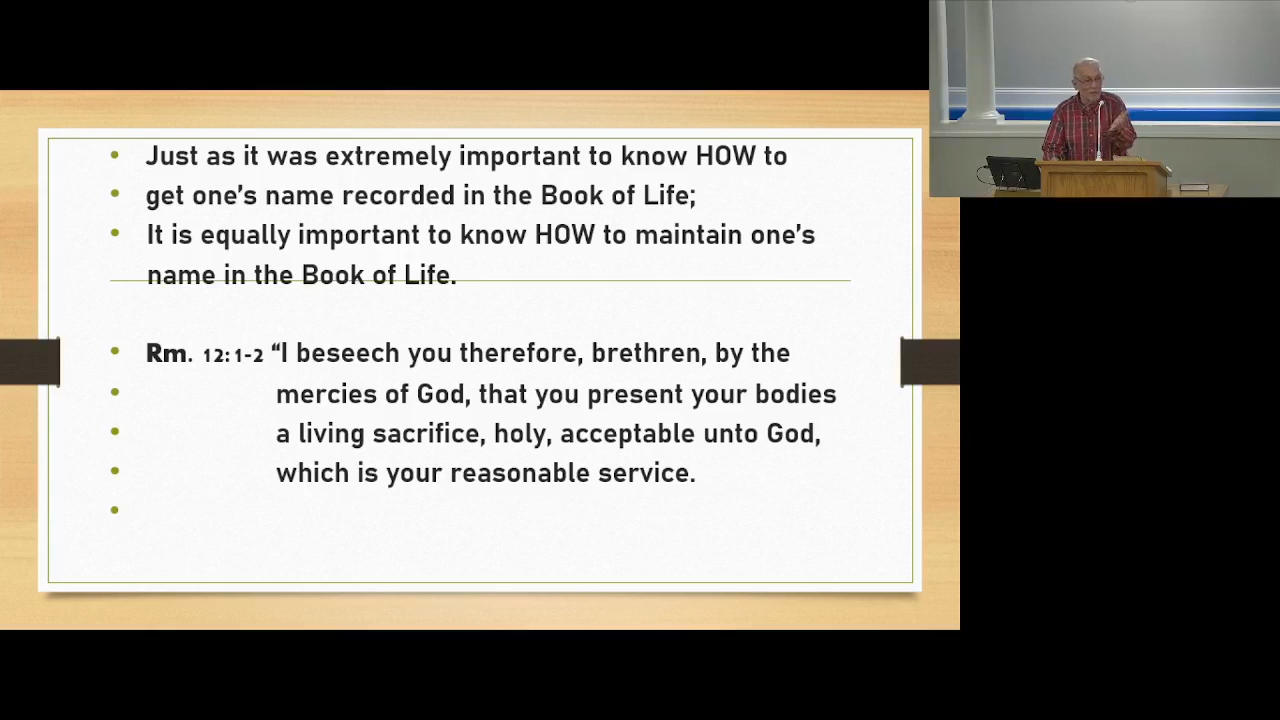 • Just as it was extremely important to know HOW to
• get one's name recorded in the Book of Life;
• It is equally important to know HOW to maintain one's
name in the Book of Life.
• Rm. 12:1-2 “I beseech you therefore, brethren, by the
• mercies of God, that you present your bodies
• a living sacrifice, holy, acceptable unto God,
• which is your reasonable service.
•